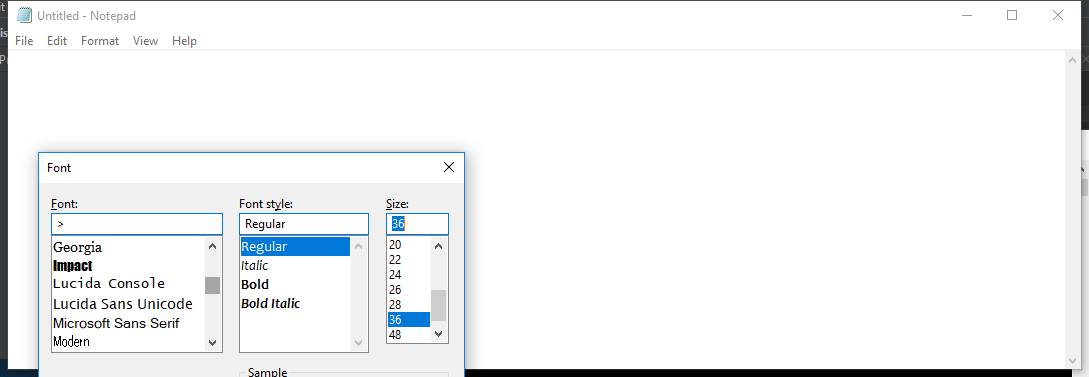 Untitled - Notepad
File Edit Format View Help
Font
Font: Font style: Size:
> Regular 36
Georgia
Impact
Lucida Console
Lucida Sans Unicode
Microsoft Sans Serif
Modern
Regular
Italic
Bold
Bold Italic
20
22
24
26
28
36
48
Sample